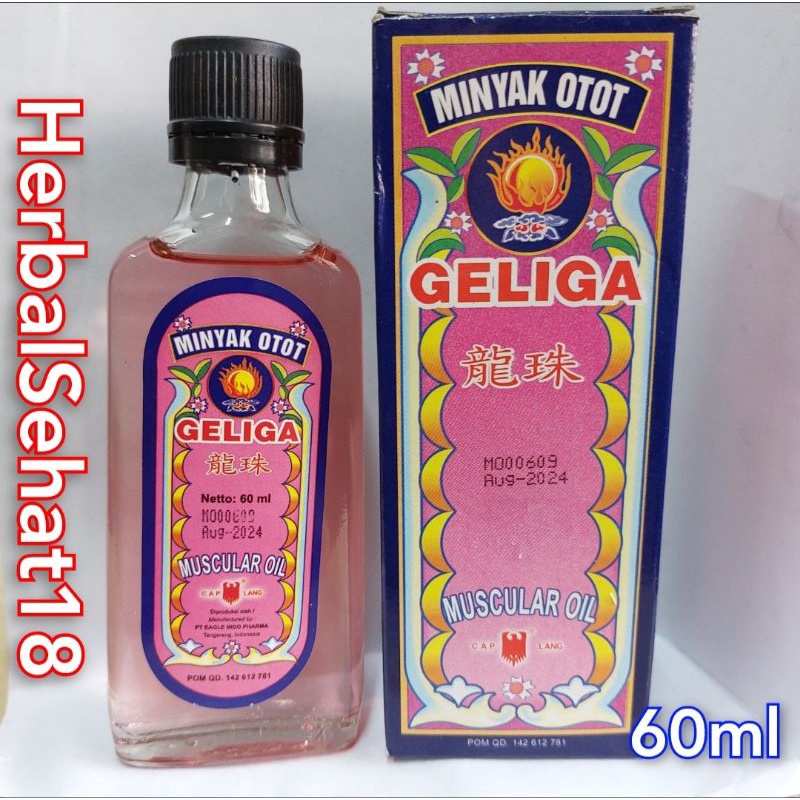 HerbalSehat18
MINYAK OTOT
GELIGA
龍珠
Netto: 60 ml
MO00609
Aug-2024
MUSCULAR OIL
CAP LANG
Diproduksi oleh /
Manufactured by :
PT EAGLE INDO PHARMA
Tangerang, Indonesia
POM QD. 142 612 781
MINYAK OTOT
GELIGA
龍珠
MO00609
Aug-2024
MUSCULAR OIL
CAP LANG
POM QD. 142 612 781
60ml